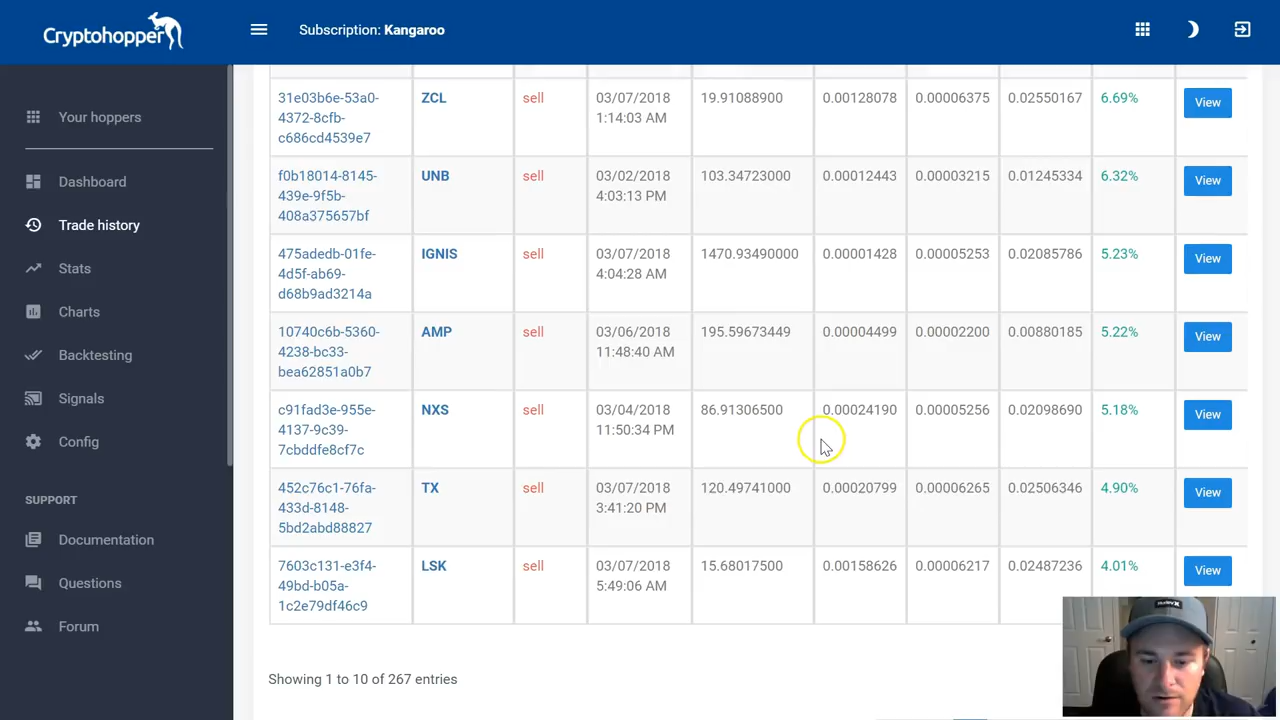 Cryptohopper
Subscription: Kangaroo
Your hoppers
Dashboard
Trade history
Stats
Charts
Backtesting
Signals
Config
SUPPORT
Documentation
Questions
Forum
31e03b6e-53a0-
4372-8cfb-
c686cd4539e7
ZCL
sell
03/07/2018
1:14:03 AM
19.91088900
0.00128078
0.00006375
0.02550167
6.69%
View
f0b18014-8145-
439e-9f5b-
408a375657bf
UNB
sell
03/02/2018
4:03:13 PM
103.34723000
0.00012443
0.00003215
0.01245334
6.32%
View
475adedb-01fe-
4d5f-ab69-
d68b9ad3214a
IGNIS
sell
03/07/2018
4:04:28 AM
1470.93490000
0.00001428
0.00005253
0.02085786
5.23%
View
10740c6b-5360-
4238-bc33-
bea62851a0b7
AMP
sell
03/06/2018
11:48:40 AM
195.59673449
0.00004499
0.00002200
0.00880185
5.22%
View
c91fad3e-955e-
4137-9c39-
7cbddfe8cf7c
NXS
sell
03/04/2018
11:50:34 PM
86.91306500
0.00024190
0.00005256
0.02098690
5.18%
View
452c76c1-76fa-
433d-8148-
5bd2abd88827
TX
sell
03/07/2018
3:41:20 PM
120.49741000
0.00020799
0.00006265
0.02506346
4.90%
View
7603c131-e3f4-
49bd-b05a-
1c2e79df46c9
LSK
sell
03/07/2018
5:49:06 AM
15.68017500
0.00158626
0.00006217
0.02487236
4.01%
View
Showing 1 to 10 of 267 entries